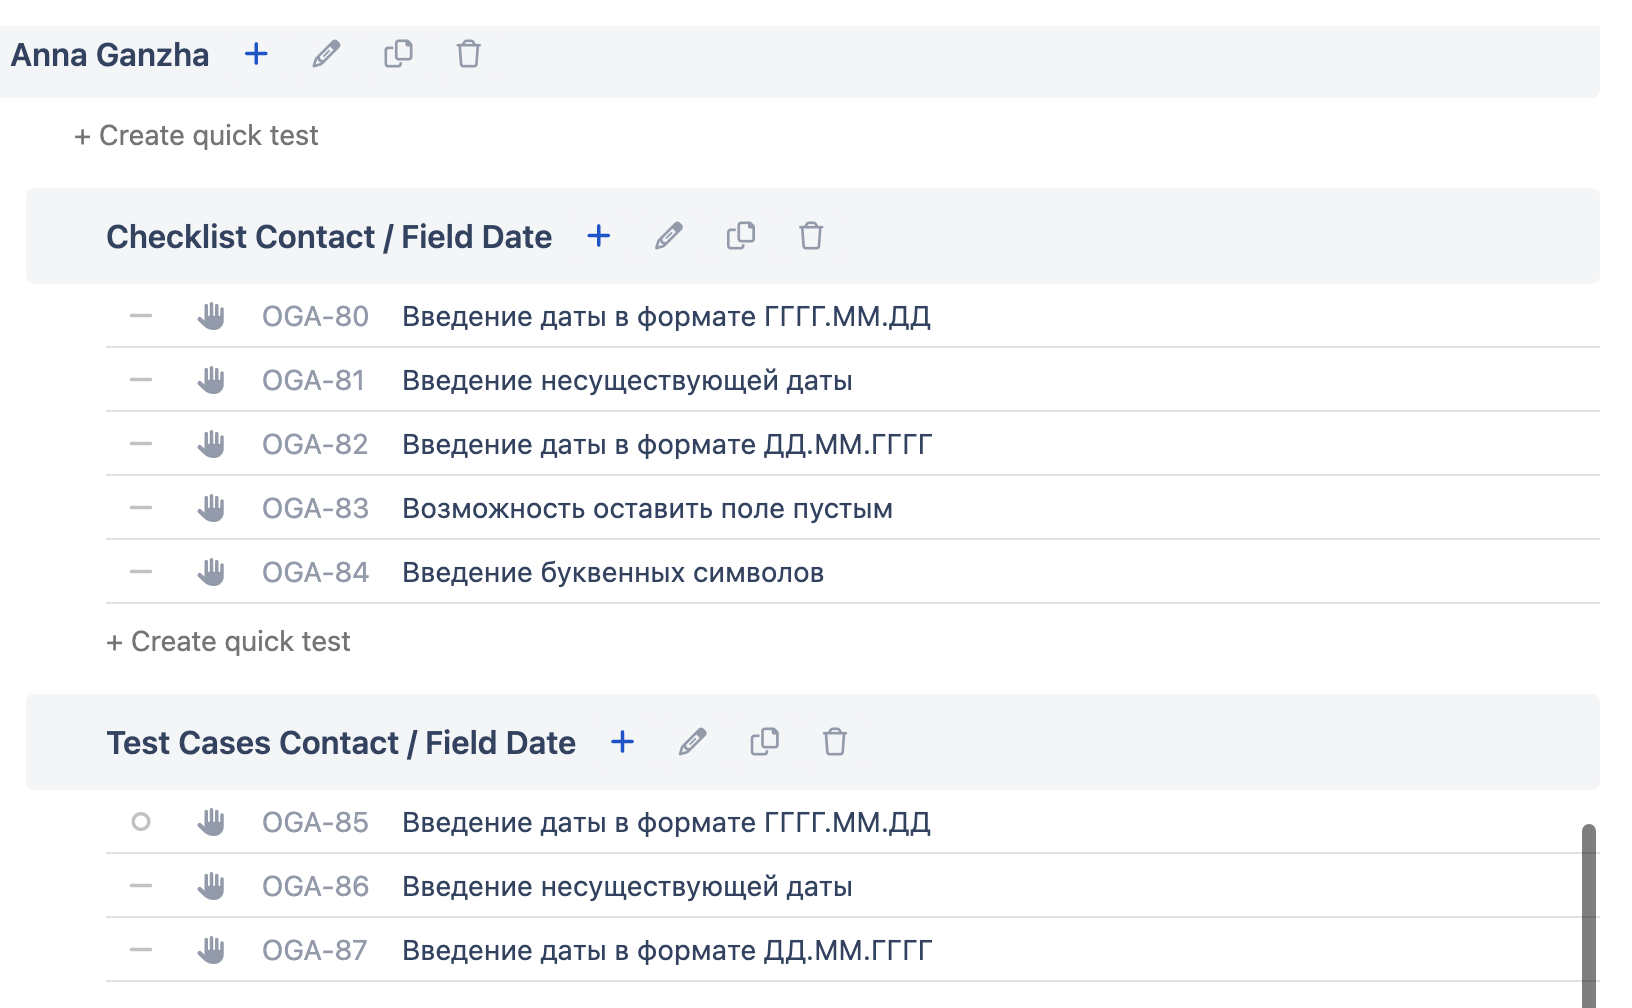 Anna Ganzha
+ Create quick test
Checklist Contact / Field Date
OGA-80 Введение даты в формате ГГГГ.ММ.ДД
OGA-81 Введение несуществующей даты
OGA-82 Введение даты в формате ДД.ММ.ГГГГ
OGA-83 Возможность оставить поле пустым
OGA-84 Введение буквенных символов
+ Create quick test
Test Cases Contact / Field Date
OGA-85 Введение даты в формате ГГГГ.ММ.ДД
OGA-86 Введение несуществующей даты
OGA-87 Введение даты в формате ДД.ММ.ГГГГ